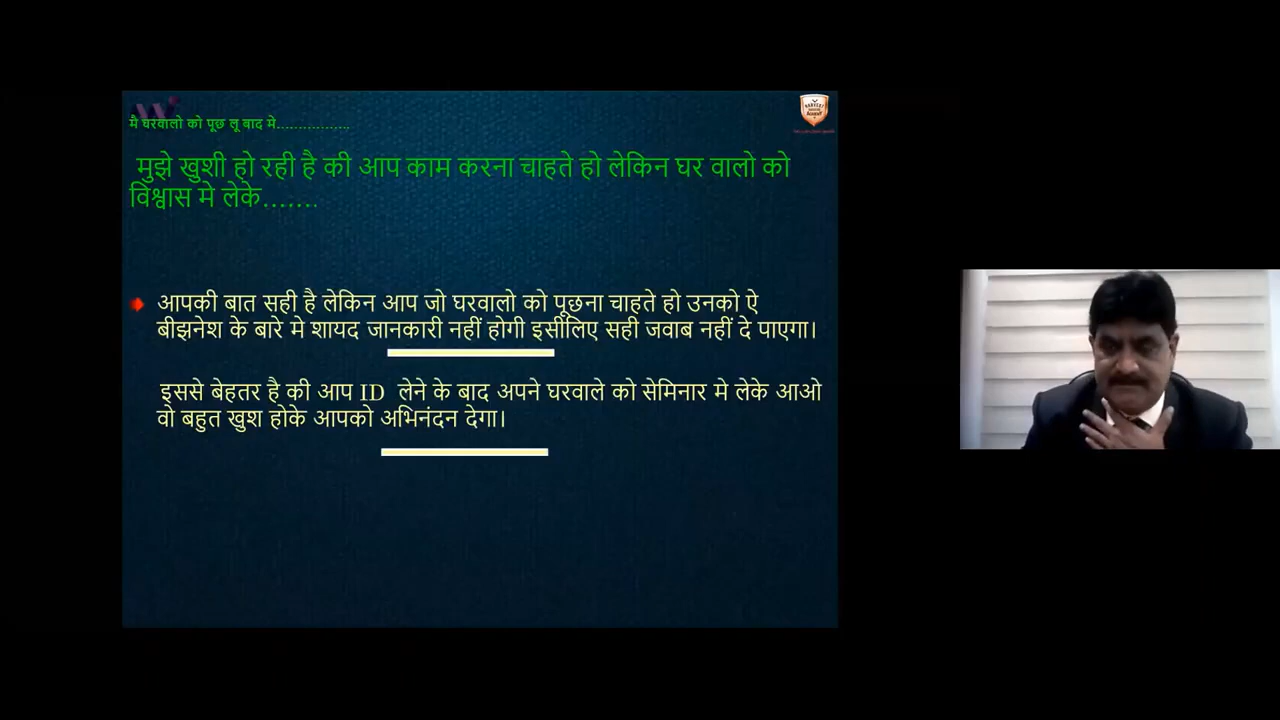 मै घरवालो को पूछ लू बाद मे.................
मुझे खुशी हो रही है की आप काम करना चाहते हो लेकिन घर वालो को
विश्वास मे लेके.......
आपकी बात सही है लेकिन आप जो घरवालो को पूछना चाहते हो उनको ऐ
बीझनेश के बारे मे शायद जानकारी नहीं होगी इसीलिए सही जवाब नहीं दे पाएगा।
इससे बेहतर है की आप ID लेने के बाद अपने घरवाले को सेमिनार मे लेके आओ
वो बहुत खुश होके आपको अभिनंदन देगा।